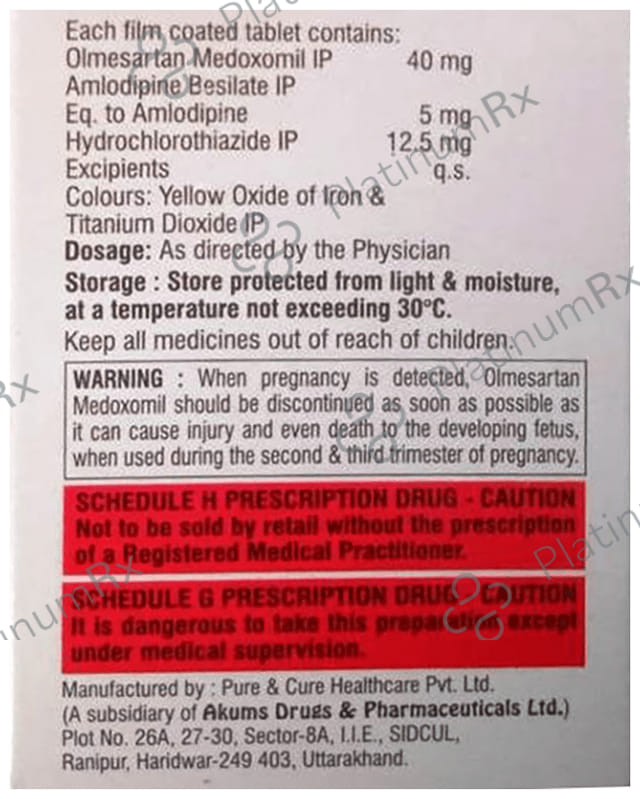 Each film coated tablet contains:
Olmesartan Medoxomil IP 40 mg
Amlodipine Besilate IP
Eq. to Amlodipine 5 mg
Hydrochlorothiazide IP 12.5 mg
Excipients q.s.
Colours: Yellow Oxide of Iron &
Titanium Dioxide IP
Dosage: As directed by the Physician
Storage : Store protected from light & moisture,
at a temperature not exceeding 30°C.
Keep all medicines out of reach of children.
WARNING : When pregnancy is detected, Olmesartan
Medoxomil should be discontinued as soon as possible as
it can cause injury and even death to the developing fetus,
when used during the second & third trimester of pregnancy.
SCHEDULE H PRESCRIPTION DRUG - CAUTION
Not to be sold by retail without the prescription
of a Registered Medical Practitioner.
SCHEDULE G PRESCRIPTION DRUG - CAUTION
It is dangerous to take this preparation except
under medical supervision.
Manufactured by : Pure & Cure Healthcare Pvt. Ltd.
(A subsidiary of Akums Drugs & Pharmaceuticals Ltd.)
Plot No. 26A, 27-30, Sector-8A, I.I.E., SIDCUL,
Ranipur, Haridwar-249 403, Uttarakhand.
PlatinumRx
PlatinumRx
Platin
numRx
Rx